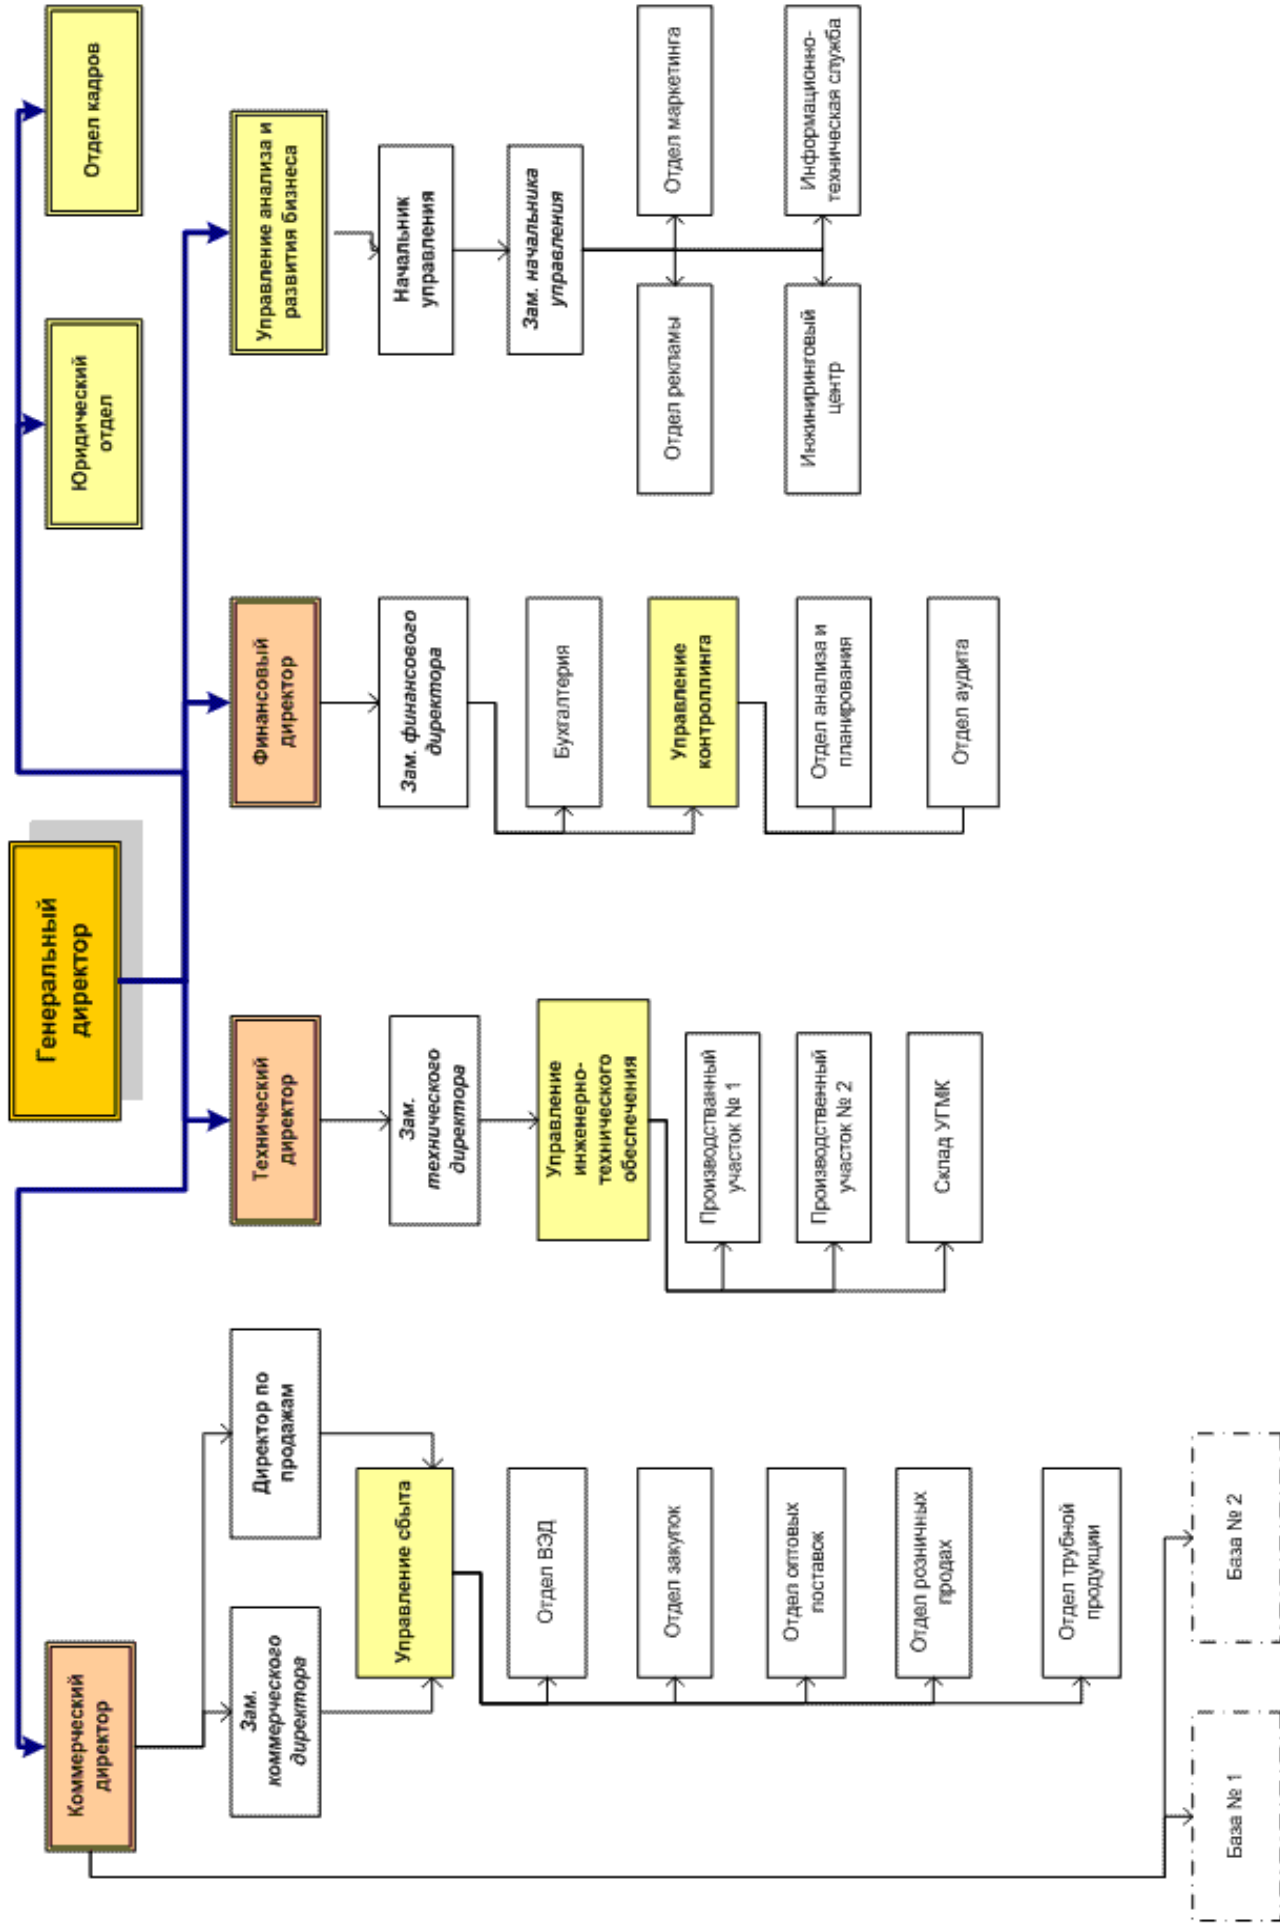 Генеральный
директор
Коммерческий
директор
Юридический
отдел
Отдел кадров
Зам.
коммерческого
директора
Директор по
продажам
Технический
директор
Финансовый
директор
Управление анализа и
развития бизнеса
Управление сбыта
Зам.
технического
директора
Зам. финансового
директора
Начальник
управления
Отдел ВЭД
Отдел закупок
Отдел оптовых
поставок
Отдел розничных
продах
Отдел трубной
продукции
База № 1
База № 2
Управление
инженерно-
технического
обеспечения
Производстванный
участок № 1
Производственный
участок № 2
Склад УГМК
Бухгалтерия
Управление
контроллинга
Отдел анализа и
планирования
Отдел аудита
Зам. начальника
управления
Отдел рекламы
Отдел маркетинга
Инжиниринговый
центр
Информационно-
техническая служба